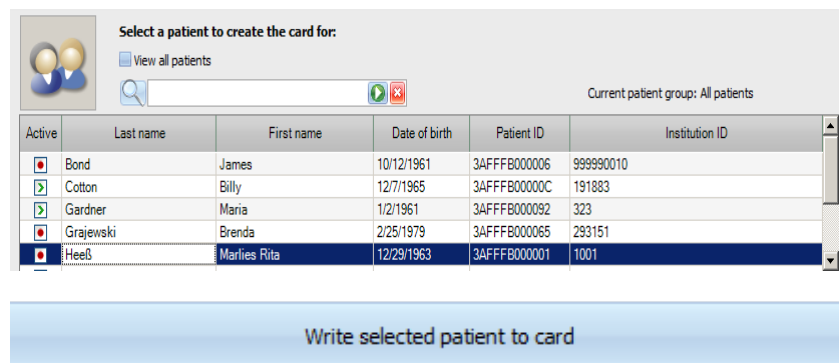 Select a patient to create the card for:
View all patients
Current patient group: All patients
Active Last name First name Date of birth Patient ID Institution ID
Bond James 10/12/1961 3AFFFB000006 999990010
Cotton Billy 12/7/1965 3AFFFB00000C 191883
Gardner Maria 1/2/1961 3AFFFB000092 323
Grajewski Brenda 2/25/1979 3AFFFB000065 293151
Heeß Marlies Rita 12/29/1963 3AFFFB000001 1001
Write selected patient to card